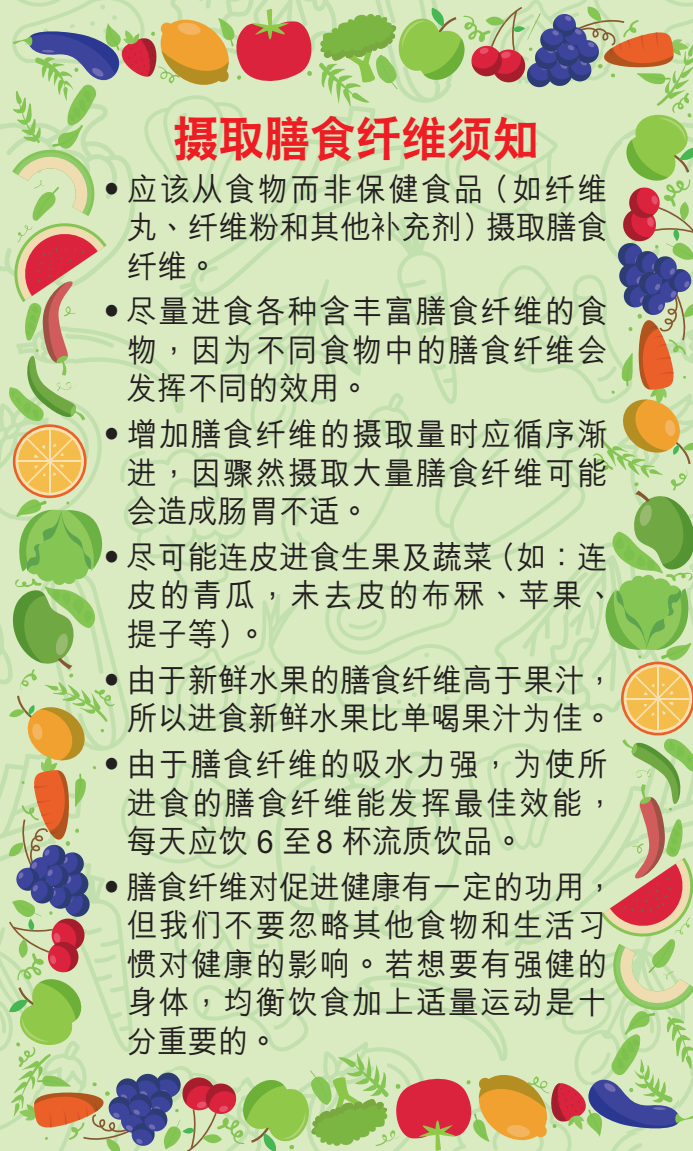 摄取膳食纤维须知
• 应该从食物而非保健食品（如纤维
丸、纤维粉和其他补充剂）摄取膳食
纤维。
• 尽量进食各种含丰富膳食纤维的食
物，因为不同食物中的膳食纤维会
发挥不同的效用。
• 增加膳食纤维的摄取量时应循序渐
进，因骤然摄取大量膳食纤维可能
会造成肠胃不适。
• 尽可能连皮进食生果及蔬菜（如：连
皮的青瓜，未去皮的布冧、苹果、
提子等）。
• 由于新鲜水果的膳食纤维高于果汁，
所以进食新鲜水果比单喝果汁为佳。
• 由于膳食纤维的吸水力强，为使所
进食的膳食纤维能发挥最佳效能，
每天应饮 6 至8 杯流质饮品。
• 膳食纤维对促进健康有一定的功用，
但我们不要忽略其他食物和生活习
惯对健康的影响。若想要有强健的
身体，均衡饮食加上适量运动是十
分重要的。